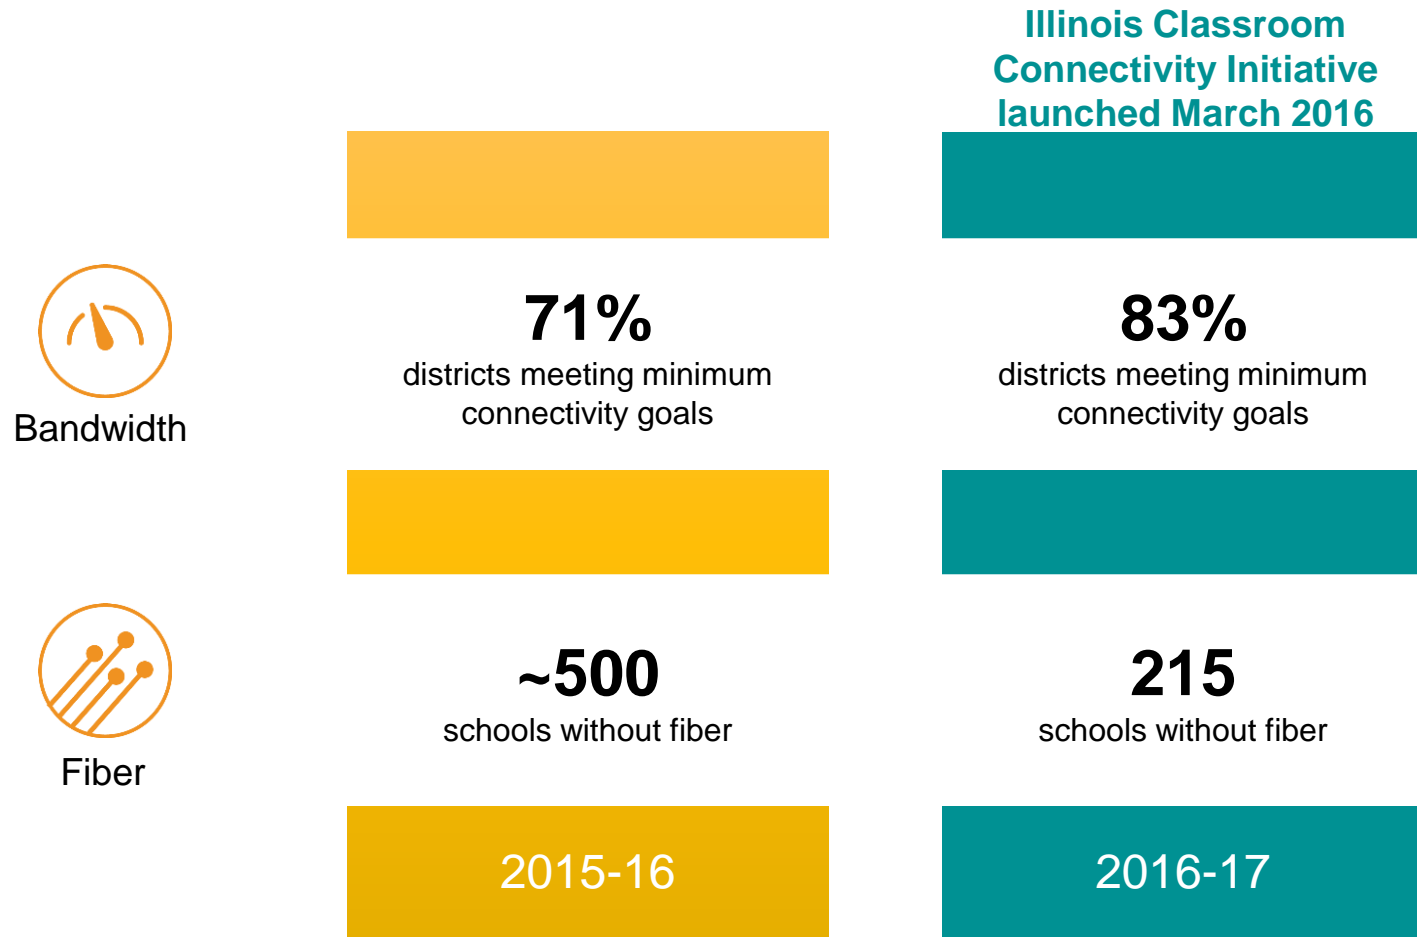 Illinois Classroom
Connectivity Initiative
launched March 2016
Bandwidth
71%
districts meeting minimum
connectivity goals
83%
districts meeting minimum
connectivity goals
Fiber
~500
schools without fiber
215
schools without fiber
2015-16
2016-17